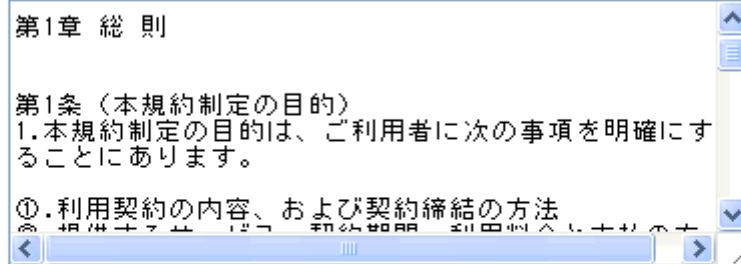 第1章 総 則
第1条（本規約制定の目的）
1.本規約制定の目的は、ご利用者に次の事項を明確にす
ることにあります。
①.利用契約の内容、および契約締結の方法